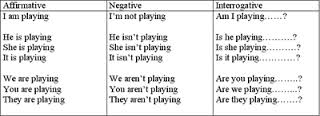 Affirmative Negative Interrogative
I am playing I'm not playing Am I playing……?
He is playing He isn't playing Is he playing………?
She is playing She isn't playing Is she playing……..?
It is playing It isn't playing Is it playing…….…?
We are playing We aren't playing Are you playing……..?
You are playing You aren't playing Are we playing……...?
They are playing They aren't playing Are they playing…….?